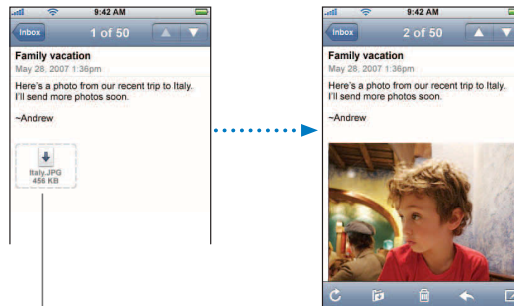 9:42 AM
Inbox
1 of 50
Family vacation
May 28, 2007 1:36pm
Here's a photo from our recent trip to Italy.
I'll send more photos soon.
~Andrew
Italy.JPG
456 KB
9:42 AM
Inbox
2 of 50
Family vacation
May 28, 2007 1:36pm
Here's a photo from our recent trip to Italy.
I'll send more photos soon.
~Andrew